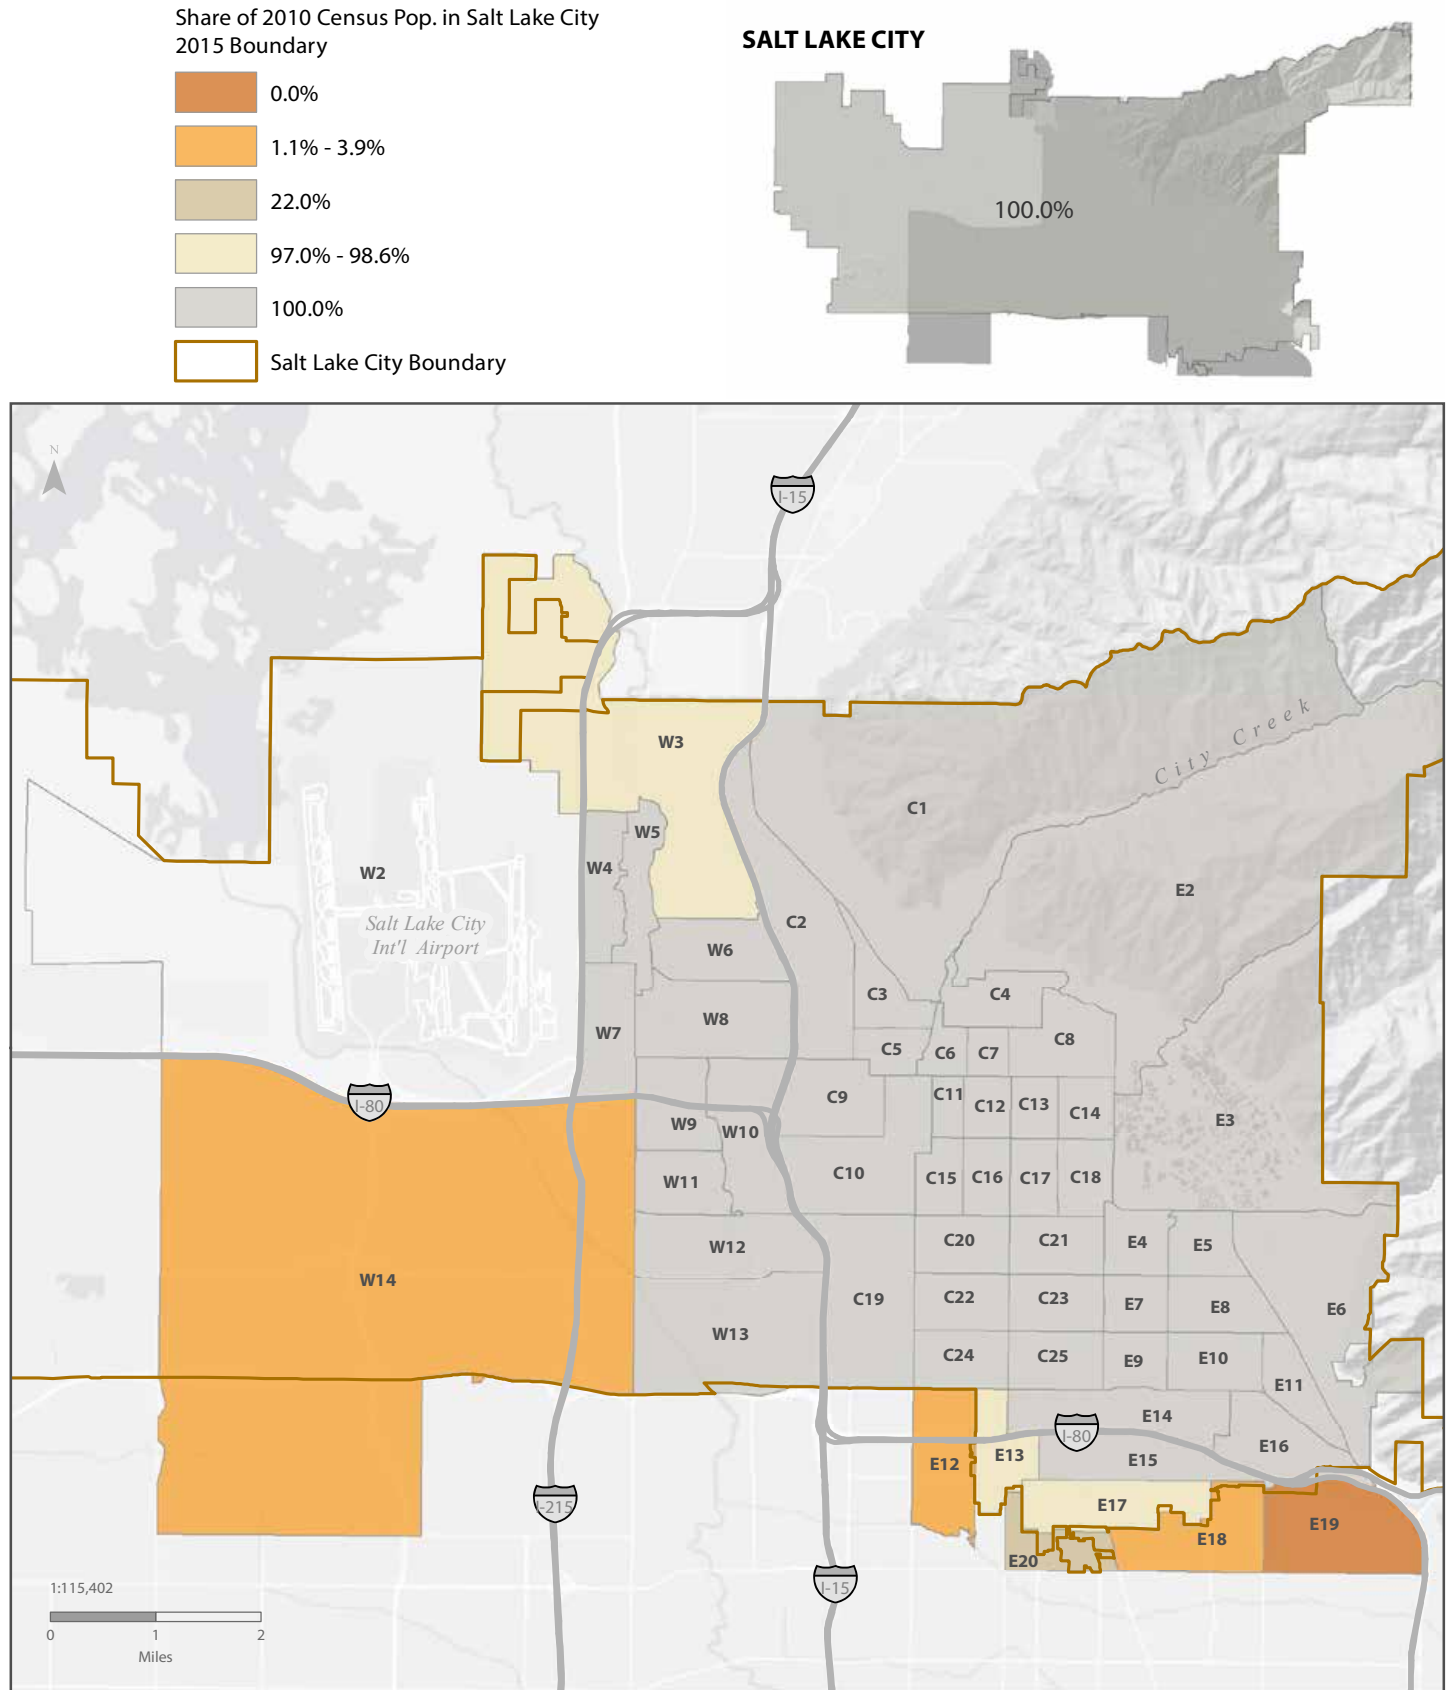 Share of 2010 Census Pop. in Salt Lake City
2015 Boundary
0.0%
1.1% - 3.9%
22.0%
97.0% - 98.6%
100.0%
Salt Lake City Boundary
SALT LAKE CITY
100.0%
N
I-15
W3
City Creek
C1
W5
W4
W2
E2
Salt Lake City
Int'l Airport
C2
W6
C3
C4
W8
W7
C5
C6
C7
C8
I-80
C9
C11
C12
C13
C14
E3
W9
W10
W11
C10
C15
C16
C17
C18
W12
C20
C21
E4
E5
W14
C19
C22
C23
E7
E8
E6
W13
C24
C25
E9
E10
E11
E14
I-80
E12
E13
E15
E16
I-215
E17
E18
E19
E20
I-15
1:115,402
0
1
2
Miles